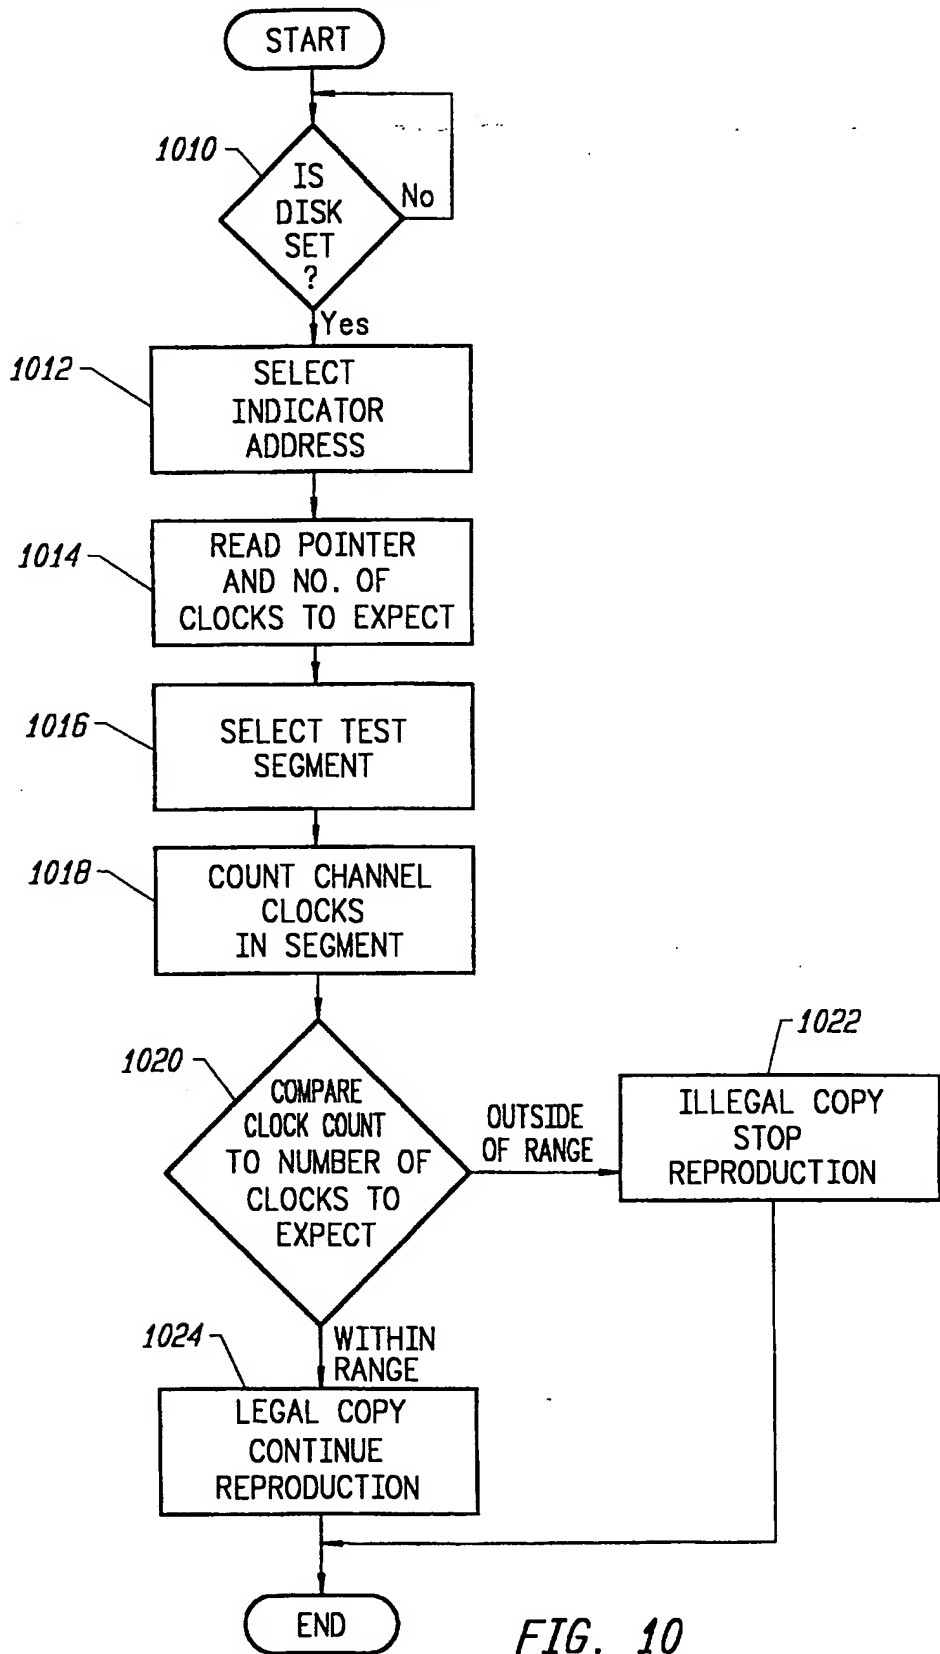 START
1010
IS
DISK
SET
?
No
Yes
1012
SELECT
INDICATOR
ADDRESS
1014
READ POINTER
AND NO. OF
CLOCKS TO EXPECT
1016
SELECT TEST
SEGMENT
1018
COUNT CHANNEL
CLOCKS
IN SEGMENT
1020
COMPARE
CLOCK COUNT
TO NUMBER OF
CLOCKS TO
EXPECT
OUTSIDE
OF RANGE
1022
ILLEGAL COPY
STOP
REPRODUCTION
WITHIN
RANGE
1024
LEGAL COPY
CONTINUE
REPRODUCTION
END
FIG. 10